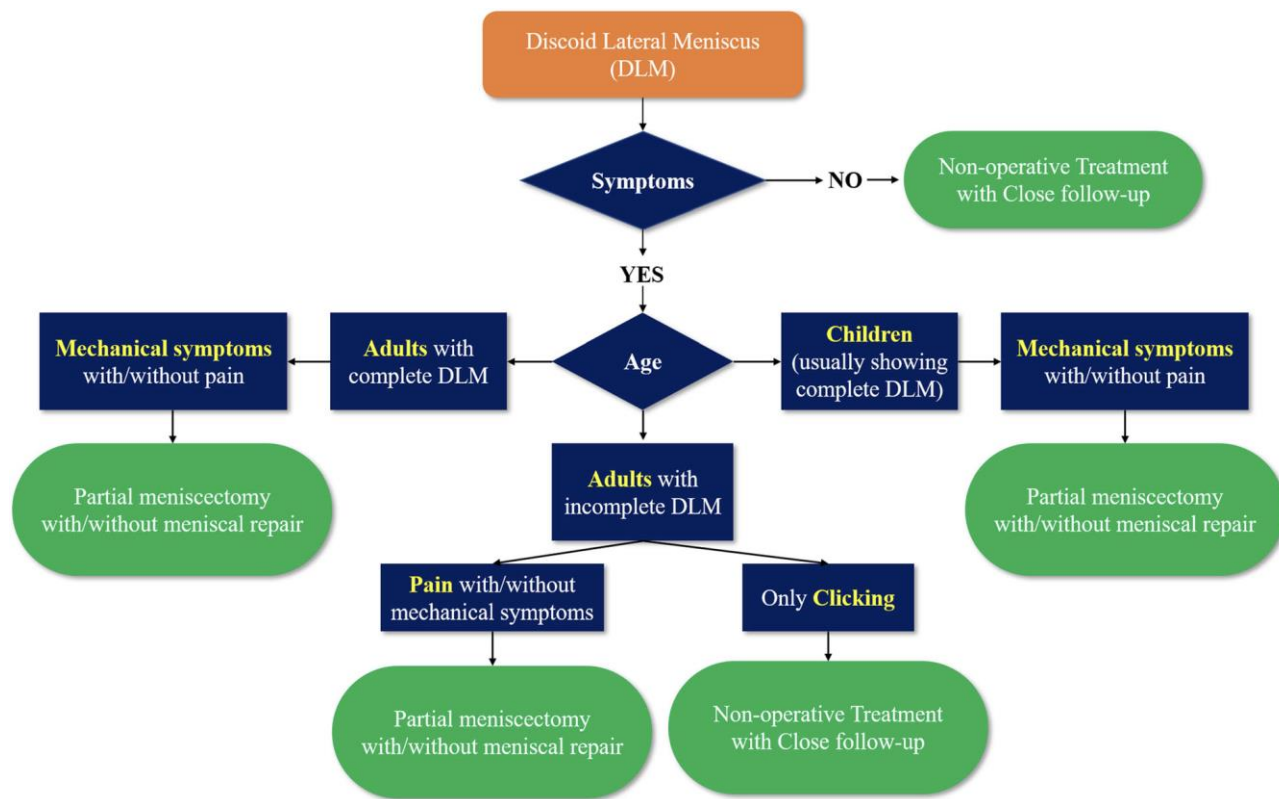 Discoid Lateral Meniscus
(DLM)
Symptoms
NO
Non-operative Treatment
with Close follow-up
YES
Mechanical symptoms
with/without pain
Adults with
complete DLM
Age
Children
(usually showing
complete DLM)
Mechanical symptoms
with/without pain
Partial meniscectomy
with/without meniscal repair
Adults with
incomplete DLM
Partial meniscectomy
with/without meniscal repair
Pain with/without
mechanical symptoms
Only Clicking
Partial meniscectomy
with/without meniscal repair
Non-operative Treatment
with Close follow-up